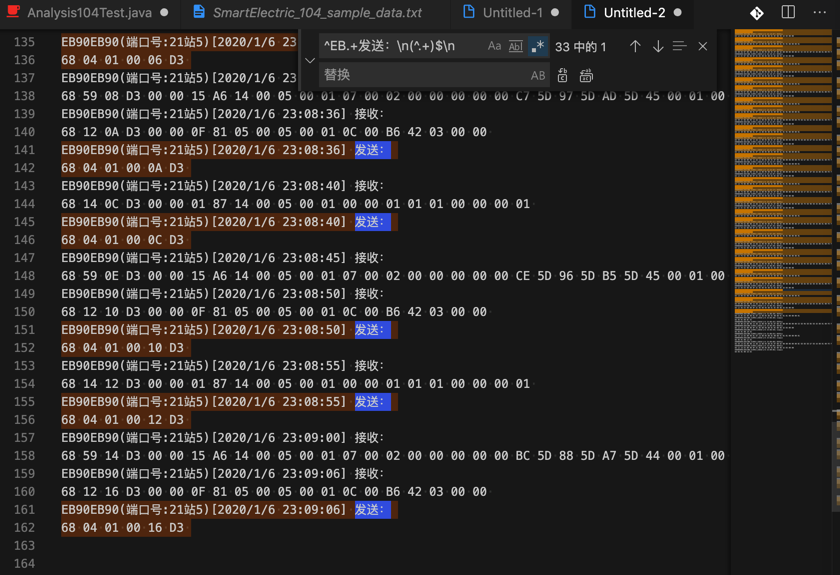 Analysis104Test.java
SmartElectric_104_sample_data.txt
Untitled-1
Untitled-2
^EB.+发送: \n(^.+)$\n
Aa
Abl
.*
33 中的 1
替换
AB
135 EB90EB90(端口号:21站5)[2020/1/6 23
136 68 04 01 00 06 D3
137 EB90EB90(端口号:21站5)[2020/1/6 23
138 68 59 08 D3 00 00 15 A6 14 00 05 00 01 07 00 02 00 00 00 00 00 C7 5D 97 5D AD 5D 45 00 01 00
139 EB90EB90(端口号:21站5)[2020/1/6 23:08:36] 接收:
140 68 12 0A D3 00 00 0F 81 05 00 05 00 01 0C 00 B6 42 03 00 00
141 EB90EB90(端口号:21站5)[2020/1/6 23:08:36] 发送:
142 68 04 01 00 0A D3
143 EB90EB90(端口号:21站5)[2020/1/6 23:08:40] 接收:
144 68 14 0C D3 00 00 01 87 14 00 05 00 01 00 00 01 01 01 00 00 00 01
145 EB90EB90(端口号:21站5)[2020/1/6 23:08:40] 发送:
146 68 04 01 00 0C D3
147 EB90EB90(端口号:21站5)[2020/1/6 23:08:45] 接收:
148 68 59 0E D3 00 00 15 A6 14 00 05 00 01 07 00 02 00 00 00 00 00 CE 5D 96 5D B5 5D 45 00 01 00
149 EB90EB90(端口号:21站5)[2020/1/6 23:08:50] 接收:
150 68 12 10 D3 00 00 0F 81 05 00 05 00 01 0C 00 B6 42 03 00 00
151 EB90EB90(端口号:21站5)[2020/1/6 23:08:50] 发送:
152 68 04 01 00 10 D3
153 EB90EB90(端口号:21站5)[2020/1/6 23:08:55] 接收:
154 68 14 12 D3 00 00 01 87 14 00 05 00 01 00 00 01 01 01 00 00 00 01
155 EB90EB90(端口号:21站5)[2020/1/6 23:08:55] 发送:
156 68 04 01 00 12 D3
157 EB90EB90(端口号:21站5)[2020/1/6 23:09:00] 接收:
158 68 59 14 D3 00 00 15 A6 14 00 05 00 01 07 00 02 00 00 00 00 00 BC 5D 88 5D A7 5D 44 00 01 00
159 EB90EB90(端口号:21站5)[2020/1/6 23:09:06] 接收:
160 68 12 16 D3 00 00 0F 81 05 00 05 00 01 0C 00 B6 42 03 00 00
161 EB90EB90(端口号:21站5)[2020/1/6 23:09:06] 发送:
162 68 04 01 00 16 D3
163
164